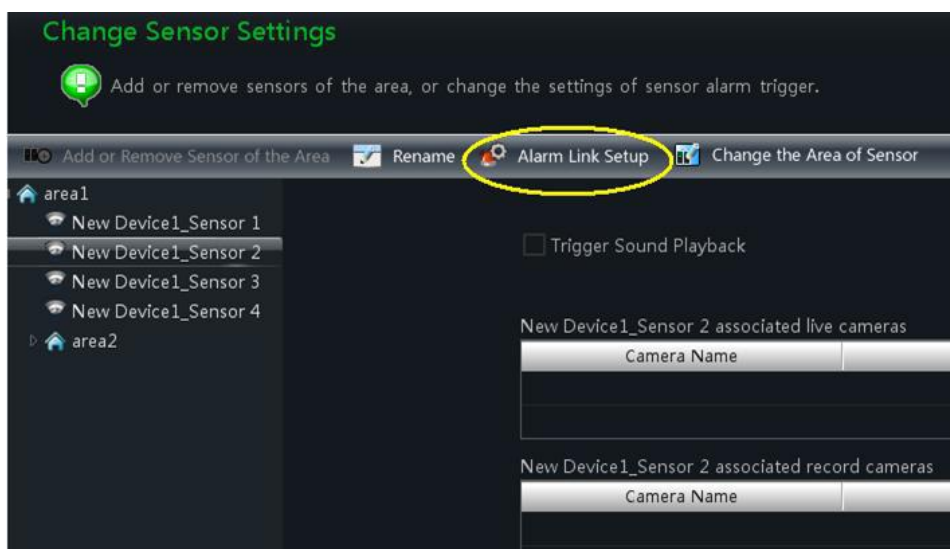 Change Sensor Settings
Add or remove sensors of the area, or change the settings of sensor alarm trigger.
Add or Remove Sensor of the Area Rename Alarm Link Setup Change the Area of Sensor
area1
New Device1_Sensor 1
New Device1_Sensor 2
New Device1_Sensor 3
New Device1_Sensor 4
area2
Trigger Sound Playback
New Device1_Sensor 2 associated live cameras
Camera Name
New Device1_Sensor 2 associated record cameras
Camera Name